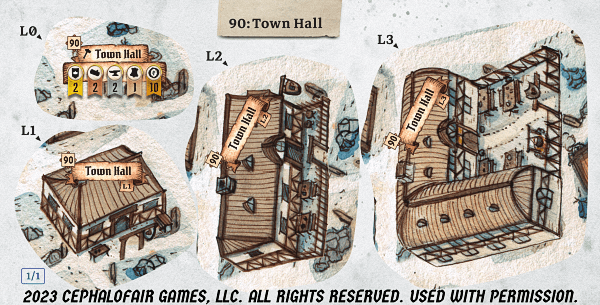 90: Town Hall
L0
90
Town Hall
2 2 2 1 10
L1
90
Town Hall
L1
L2
90
Town Hall
L2
L3
90
Town Hall
L3
1/1
2023 CEPHALOFAIR GAMES, LLC. ALL RIGHTS RESERVED. USED WITH PERMISSION.